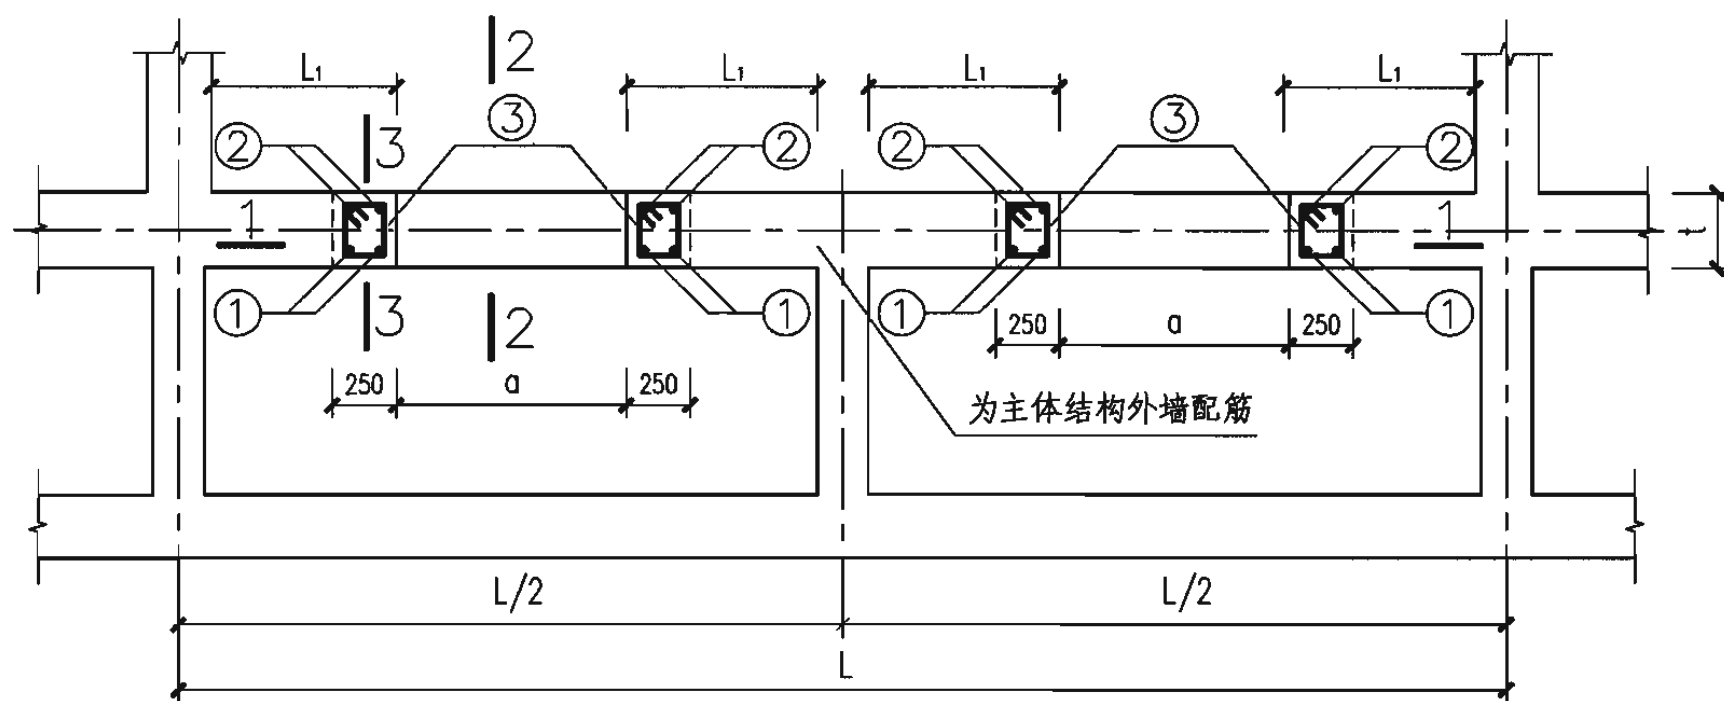 2
L₁ L₁ L₁ L₁
③ ③
② 3 ② ② ②
1 1 t
① 3 2 ① ① ①
250 a 250
250 a 250
为主体结构外墙配筋
L/2 L/2
L